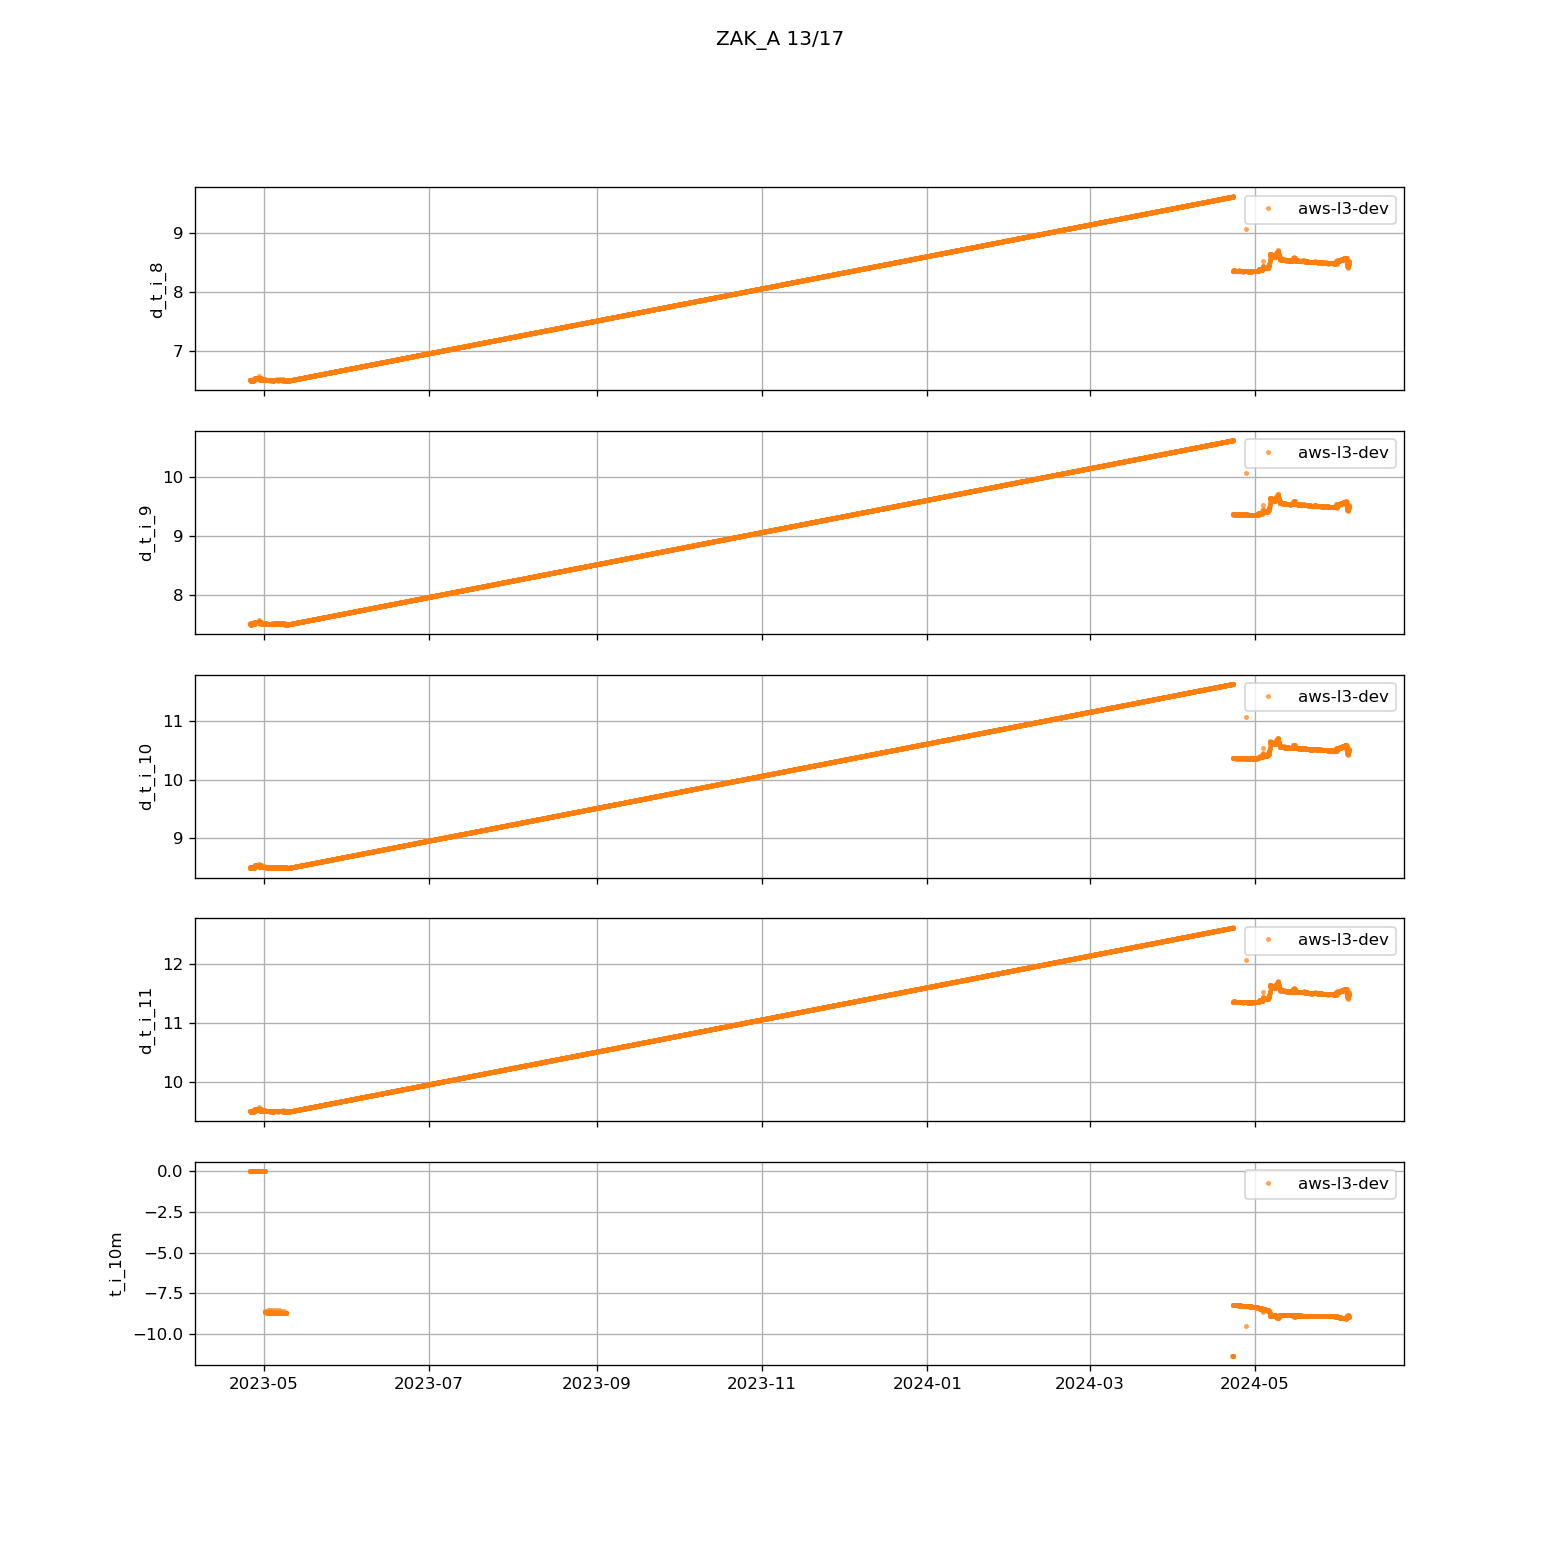 ZAK_A 13/17
d_t_i_8
9
8
7
aws-l3-dev
d_t_i_9
10
9
8
aws-l3-dev
d_t_i_10
11
10
9
aws-l3-dev
d_t_i_11
12
11
10
aws-l3-dev
t_i_10m
0.0
−2.5
−5.0
−7.5
−10.0
aws-l3-dev
2023-05 2023-07 2023-09 2023-11 2024-01 2024-03 2024-05